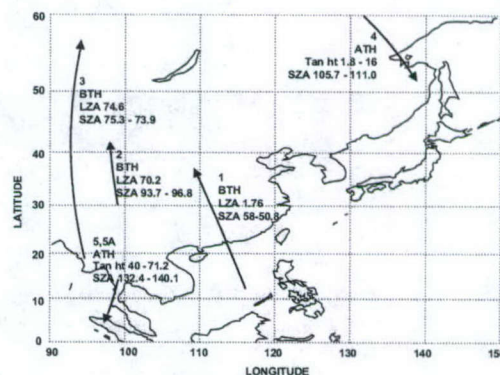 60
50
40
30
20
10
0
LATITUDE
4
ATH
Tan ht 1.8 - 16
SZA 105.7 - 111.0
3
BTH
LZA 74.6
SZA 75.3 - 73.9
2
BTH
LZA 70.2
SZA 93.7 - 96.8
1
BTH
LZA 1.76
SZA 58-50.8
5,5A
ATH
Tan ht 40 - 71.2
SZA 132.4 - 140.1
90 100 110 120 130 140
LONGITUDE